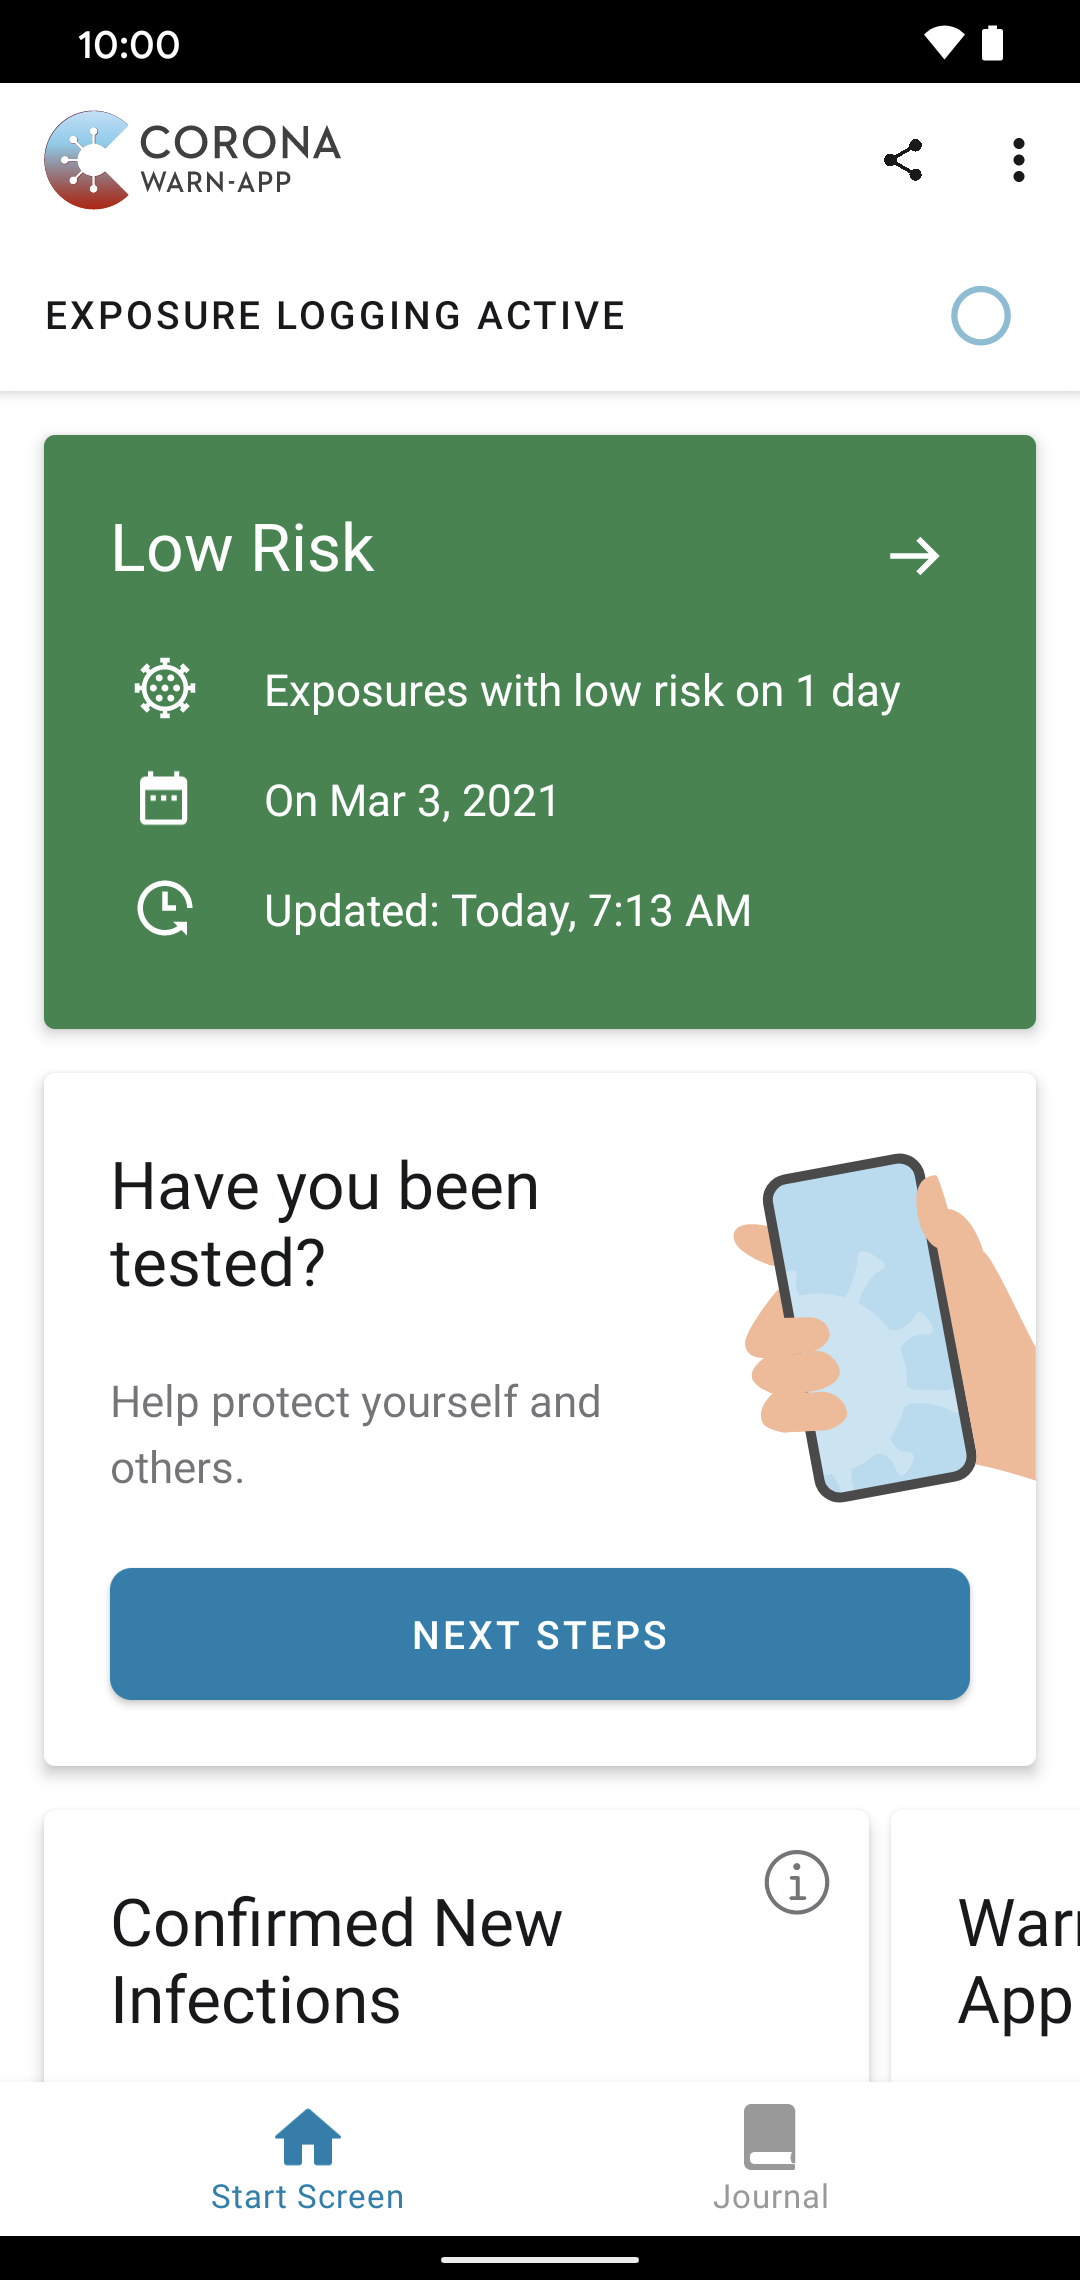 10:00
CORONA
WARN-APP
EXPOSURE LOGGING ACTIVE
Low Risk
Exposures with low risk on 1 day
On Mar 3, 2021
Updated: Today, 7:13 AM
Have you been
tested?
Help protect yourself and
others.
NEXT STEPS
Confirmed New
Infections
App
Start Screen
Journal